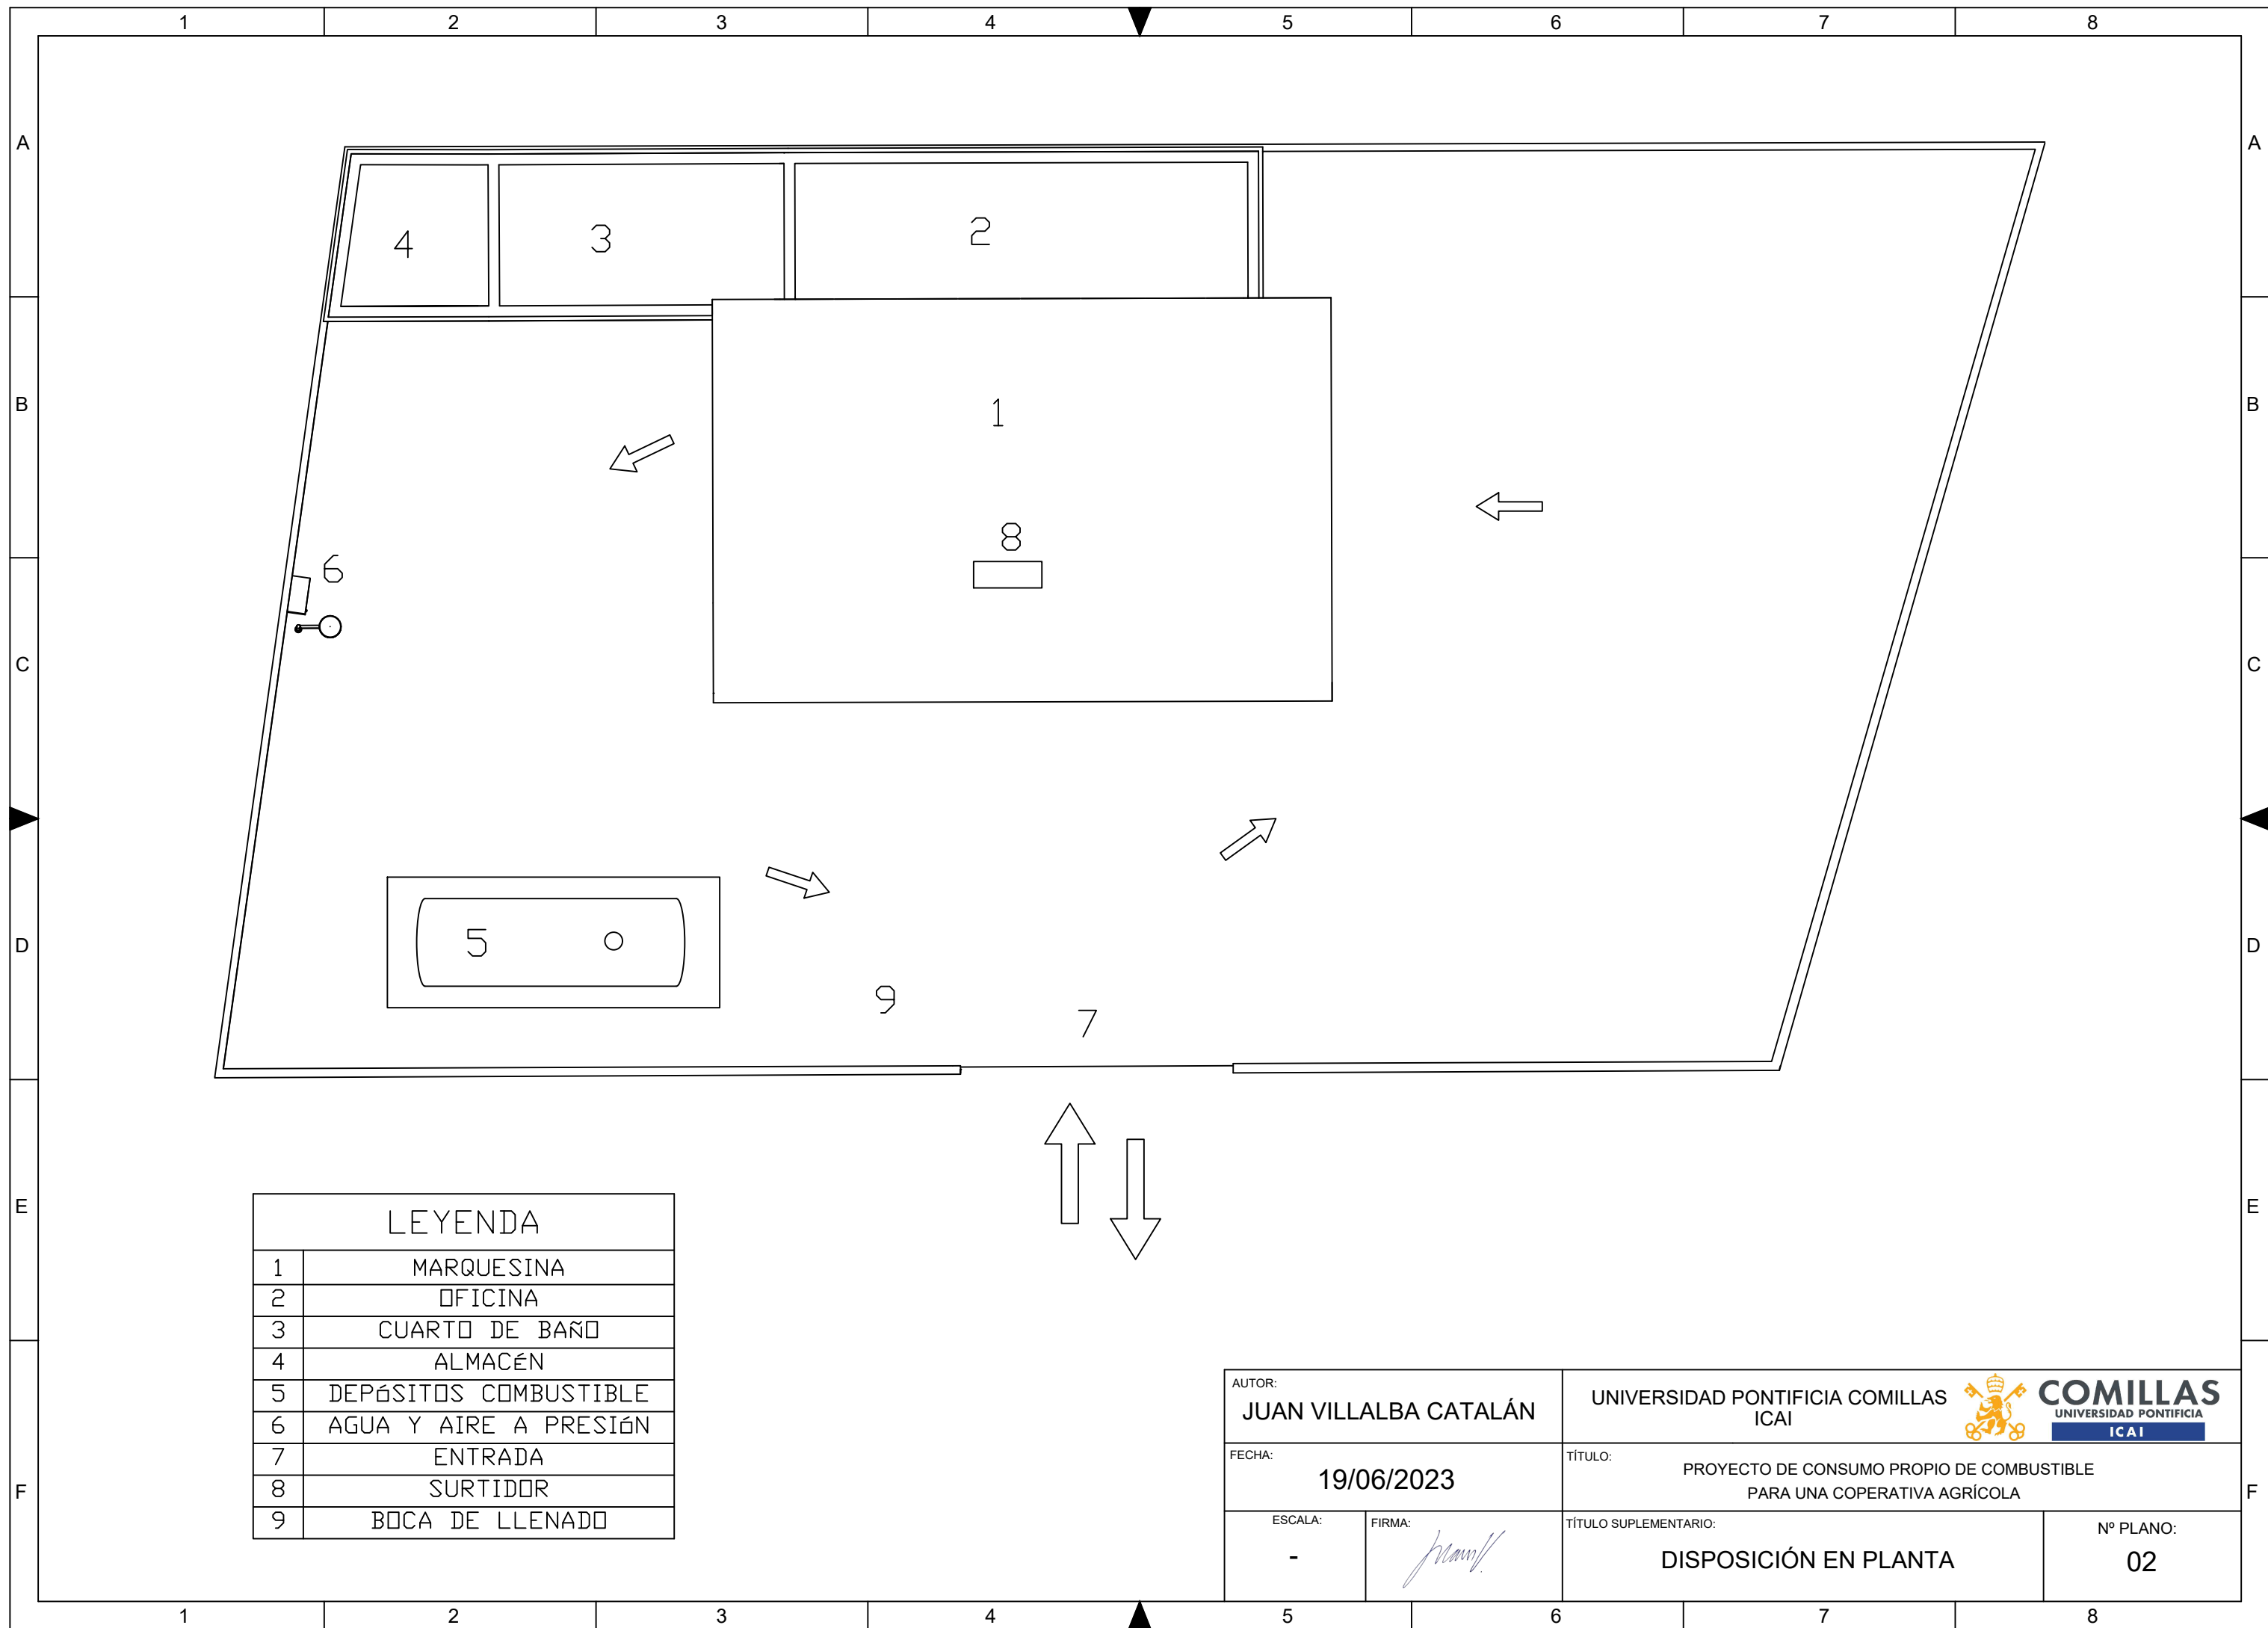 1 2 3 4 5 6 7 8
A A
4 3 2
B B
1
8
6
C C
5
D D
9
7
E E
LEYENDA
1 MARQUESINA
2 OFICINA
3 CUARTO DE BAÑO
4 ALMACéN
5 DEPóSITOS COMBUSTIBLE
6 AGUA Y AIRE A PRESIóN
7 ENTRADA
8 SURTIDOR
9 BOCA DE LLENADO
F F
AUTOR:
JUAN VILLALBA CATALÁN
UNIVERSIDAD PONTIFICIA COMILLAS
ICAI
COMILLAS
UNIVERSIDAD PONTIFICIA
ICAI
FECHA:
19/06/2023
TÍTULO:
PROYECTO DE CONSUMO PROPIO DE COMBUSTIBLE
PARA UNA COPERATIVA AGRÍCOLA
ESCALA:
-
FIRMA:
TÍTULO SUPLEMENTARIO:
DISPOSICIÓN EN PLANTA
Nº PLANO:
02
1 2 3 4 5 6 7 8